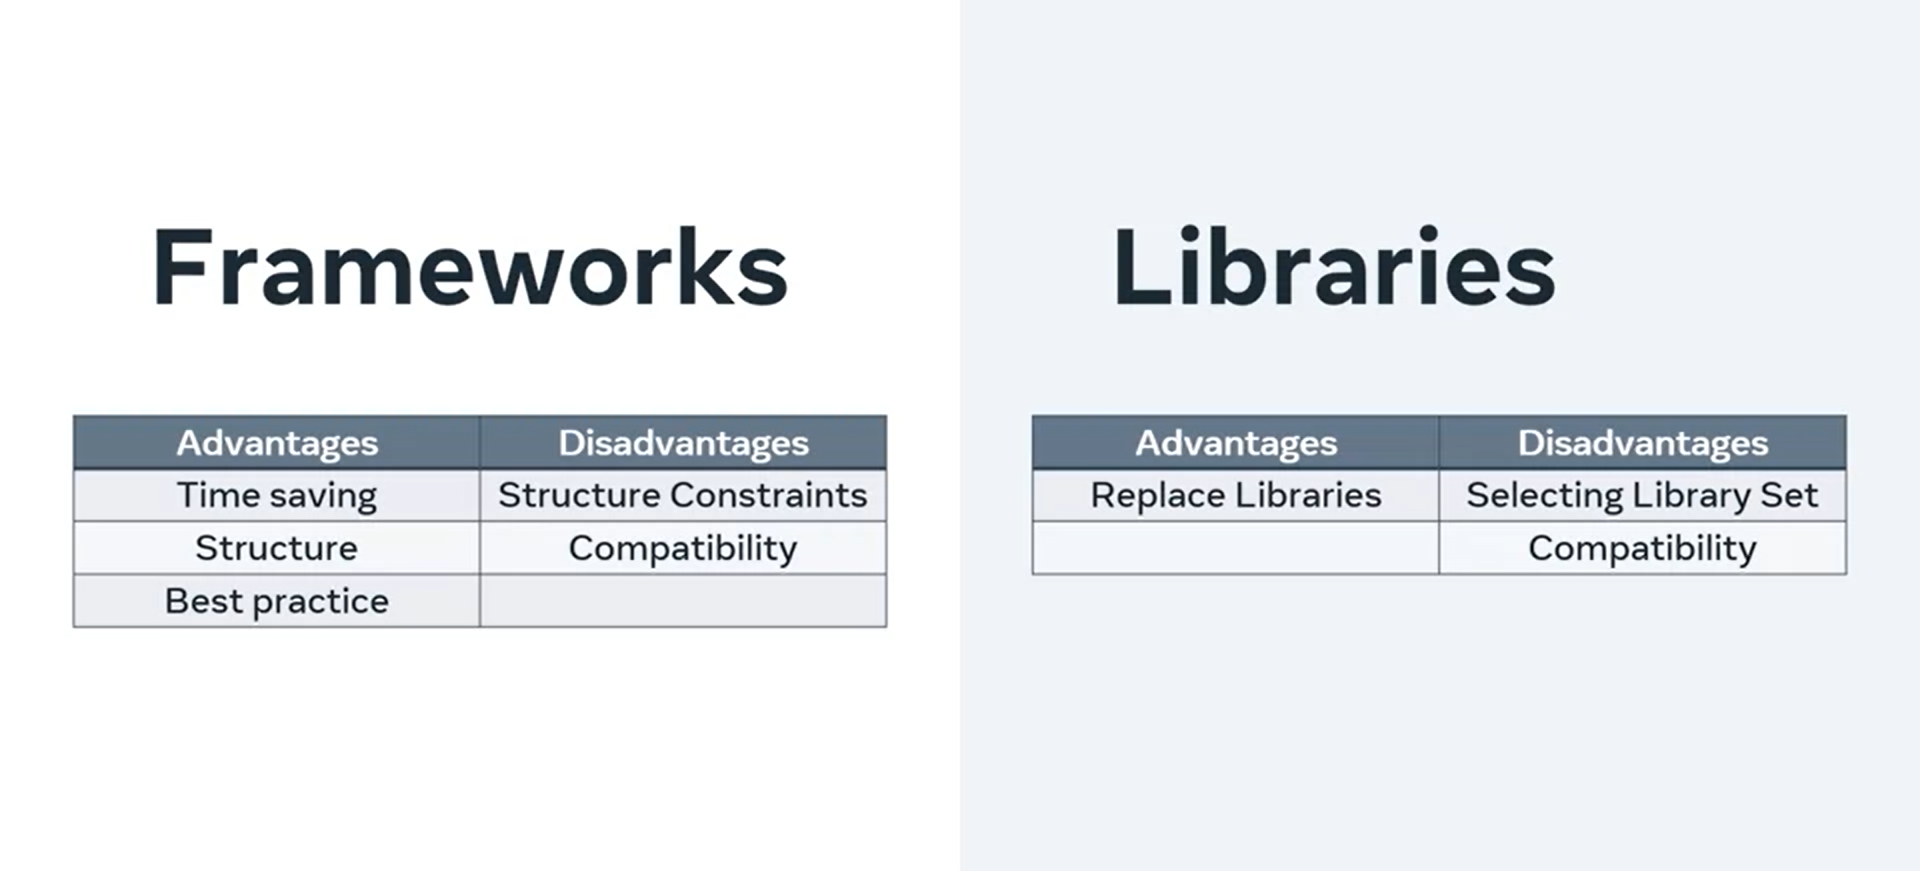 Frameworks
Advantages Disadvantages
Time saving Structure Constraints
Structure Compatibility
Best practice
Libraries
Advantages Disadvantages
Replace Libraries Selecting Library Set
Compatibility